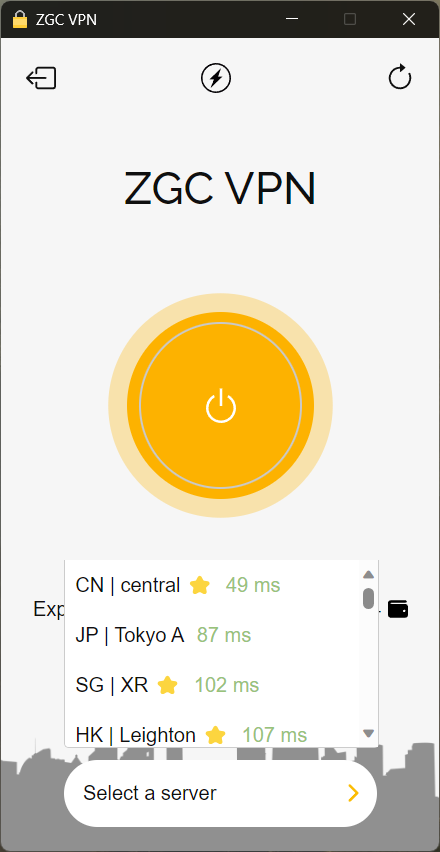 ZGC VPN
ZGC VPN
CN | central 49 ms
Exp
JP | Tokyo A 87 ms
SG | XR 102 ms
HK | Leighton 107 ms
Select a server